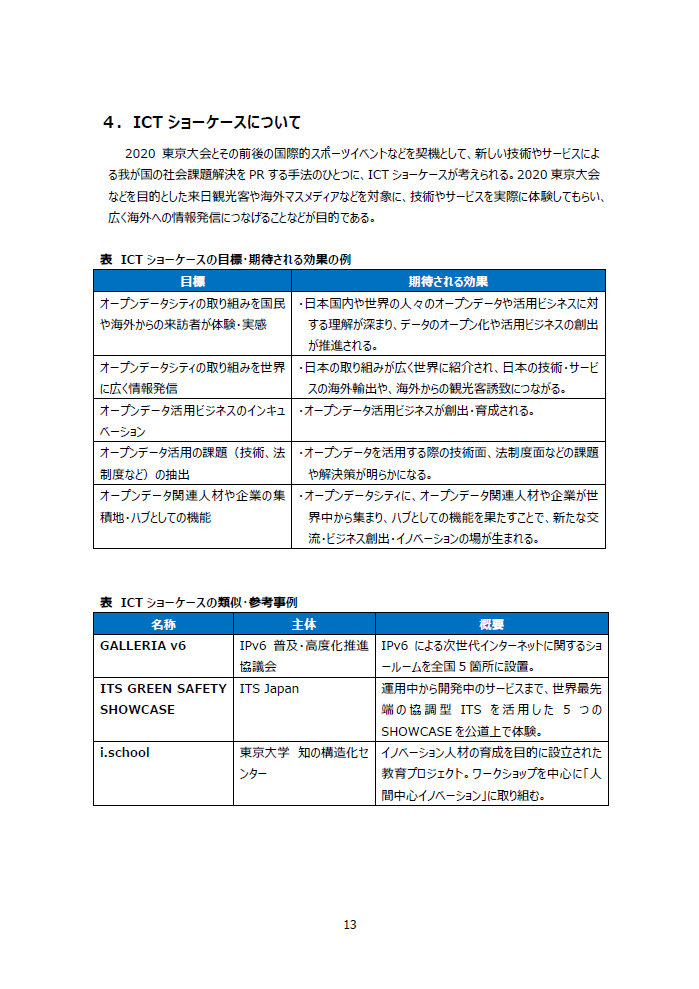 ４．ICT ショーケースについて
2020 東京大会とその前後の国際的スポーツイベントなどを契機として、新しい技術やサービスによ
る我が国の社会課題解決を PR する手法のひとつに、ICT ショーケースが考えられる。2020 東京大会
などを目的とした来日観光客や海外マスメディアなどを対象に、技術やサービスを実際に体験してもらい、
広く海外への情報発信につなげることなどが目的である。
表 ICT ショーケースの目標・期待される効果の例
目標 期待される効果
オープンデータシティの取り組みを国民
や海外からの来訪者が体験・実感
・日本国内や世界の人々のオープンデータや活用ビジネスに対
する理解が深まり、データのオープン化や活用ビジネスの創出
が推進される。
オープンデータシティの取り組みを世界
に広く情報発信
・日本の取り組みが広く世界に紹介され、日本の技術・サービ
スの海外輸出や、海外からの観光客誘致につながる。
オープンデータ活用ビジネスのインキュ
ベーション
・オープンデータ活用ビジネスが創出・育成される。
オープンデータ活用の課題（技術、法
制度など）の抽出
・オープンデータを活用する際の技術面、法制度面などの課題
や解決策が明らかになる。
オープンデータ関連人材や企業の集
積地・ハブとしての機能
・オープンデータシティに、オープンデータ関連人材や企業が世
界中から集まり、ハブとしての機能を果たすことで、新たな交
流・ビジネス創出・イノベーションの場が生まれる。
表 ICT ショーケースの類似・参考事例
名称 主体 概要
GALLERIA v6
IPv6 普及・高度化推進
協議会
IPv6 による次世代インターネットに関するショ
ールームを全国 5 箇所に設置。
ITS GREEN SAFETY
SHOWCASE
ITS Japan
運用中から開発中のサービスまで、世界最先
端の協調型 ITS を活用した 5 つの
SHOWCASE を公道上で体験。
i.school
東京大学 知の構造化セ
ンター
イノベーション人材の育成を目的に設立された
教育プロジェクト。ワークショップを中心に「人
間中心イノベーション」に取り組む。
13